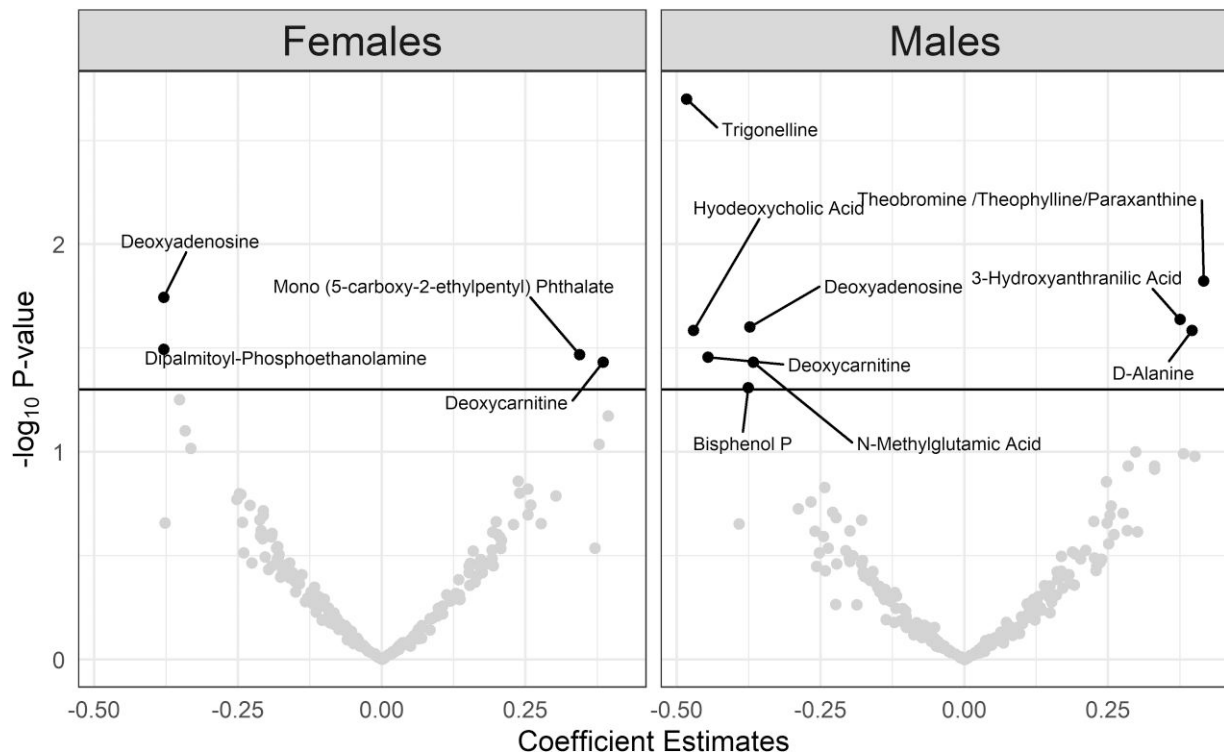 Females
Males
Trigonelline
Theobromine /Theophylline/Paraxanthine
Hyodeoxycholic Acid
Deoxyadenosine
Mono (5-carboxy-2-ethylpentyl) Phthalate
3-Hydroxyanthranilic Acid
Deoxyadenosine
Dipalmitoyl-Phosphoethanolamine
Deoxycarnitine
D-Alanine
Deoxycarnitine
Bisphenol P
N-Methylglutamic Acid
2
1
0
-log10 P-value
-0.50 -0.25 0.00 0.25
-0.50 -0.25 0.00 0.25
Coefficient Estimates